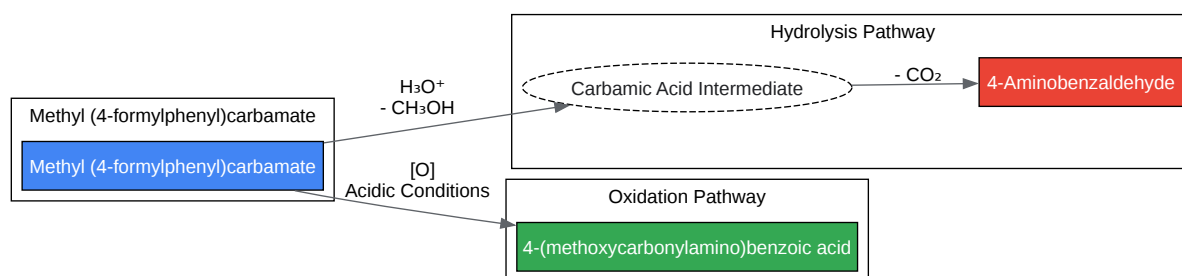 Hydrolysis Pathway
H₃O⁺
- CH₃OH
Carbamic Acid Intermediate
- CO₂
4-Aminobenzaldehyde
Methyl (4-formylphenyl)carbamate
Methyl (4-formylphenyl)carbamate
[O]
Acidic Conditions
Oxidation Pathway
4-(methoxycarbonylamino)benzoic acid